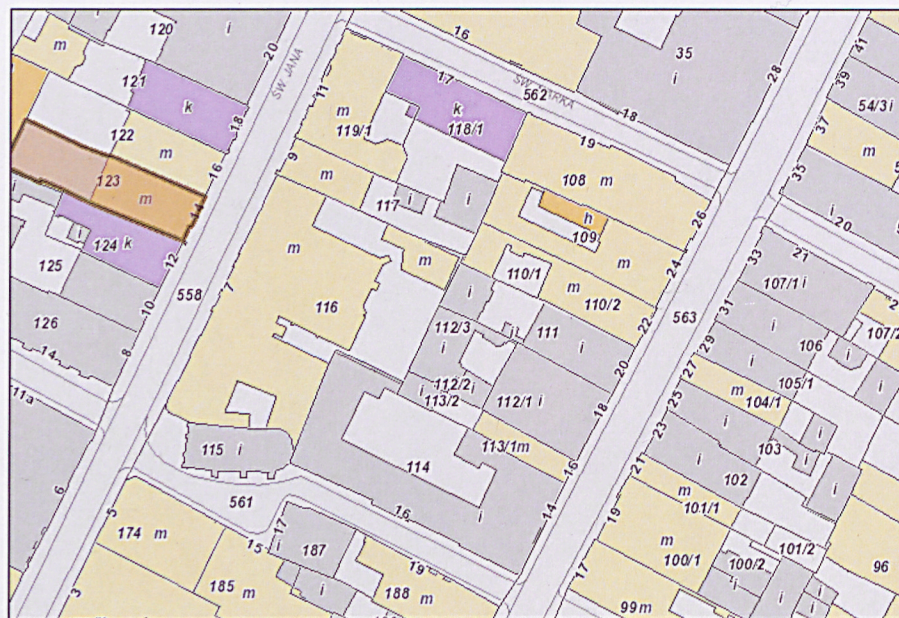 120
i
20
ŚW. JANA
m
121
k
18
122
m
16
123
m
14
124
k
i
12
125
i
10
126
8
14
11a
6
558
7
9
11
16
17
ŚW. MARKA
562
18
35
i
28
41
39
54/3 i
37
m
35
i
20
m
119/1
k
118/1
19
108 m
26
117
i
i
h
109
m
24
m
m
116
m
110/1
m
110/2
22
563
33
21
107/1 i
31
i
106
107/2
i
i
29
i
105/1
27
m
104/1
25
i
23
i
103
i
i
102
i
21
m
101/1
19
m
100/1
17
101/2
100/2
i
i
i
i
96
99 m
i
112/3
i
111
i
i
20
112/2
i
i
113/2
112/1 i
18
113/1m
16
114
i
14
16
115 i
561
5
174 m
3
15
17
i
187
i
185
m
19
188 m